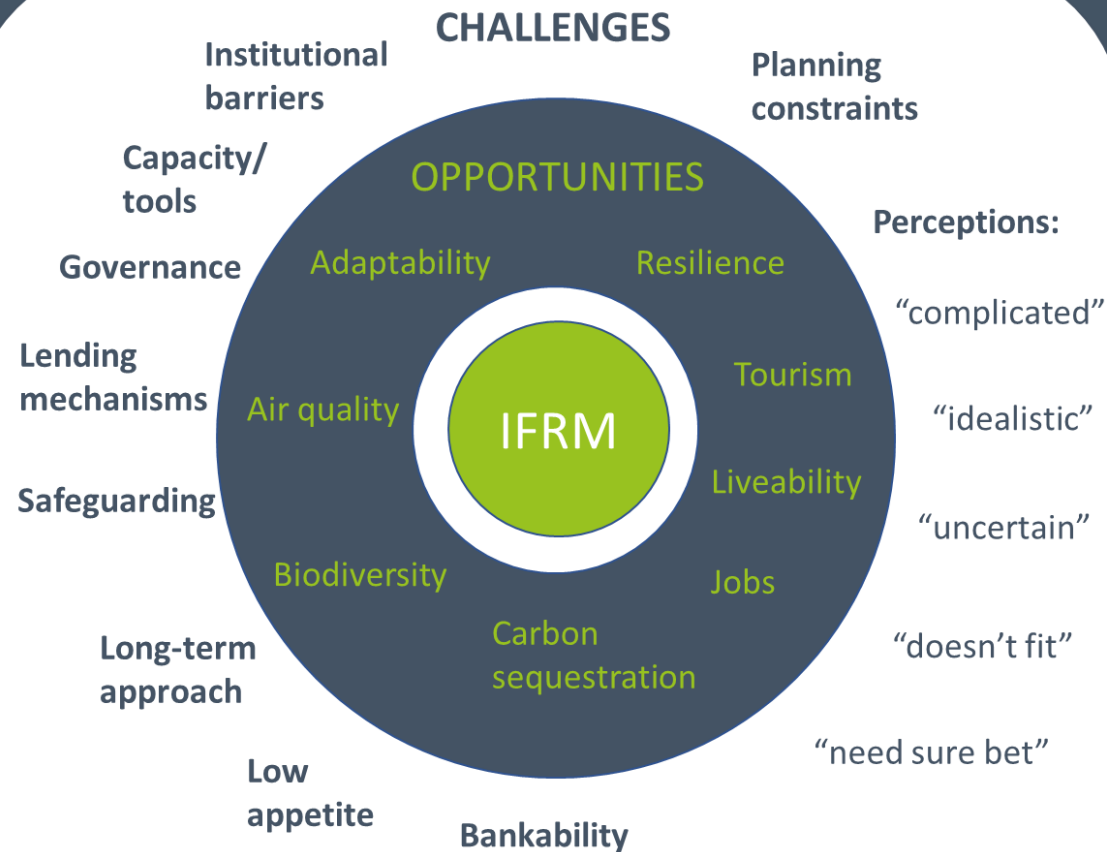 CHALLENGES
Institutional
barriers
Planning
constraints
Capacity/
tools
Governance
Lending
mechanisms
Safeguarding
Long-term
approach
Low
appetite
Bankability
Perceptions:
“complicated”
“idealistic”
“uncertain”
“doesn’t fit”
“need sure bet”
OPPORTUNITIES
Adaptability
Resilience
Air quality
Tourism
Liveability
Biodiversity
Jobs
Carbon
sequestration
IFRM